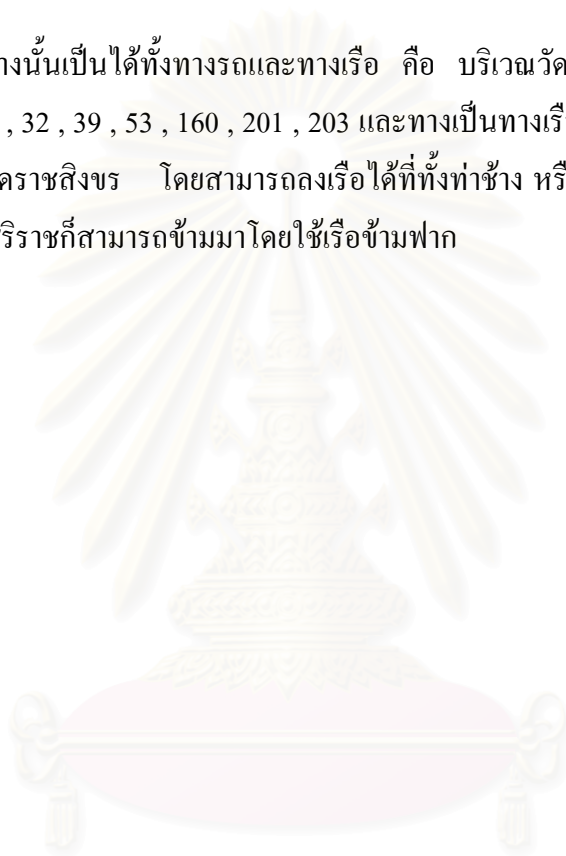 างนั้นเป็นได้ทั้งทางรถและทางเรือ คือ บริเวณวัด
, 32 , 39 , 53 , 160 , 201 , 203 และทางเป็นทางเรื
ดราชสิงขร โดยสามารถลงเรือได้ที่ทั้งท่าช้าง หรื
ริราชก็สามารถข้ามมาโดยใช้เรือข้ามฟาก